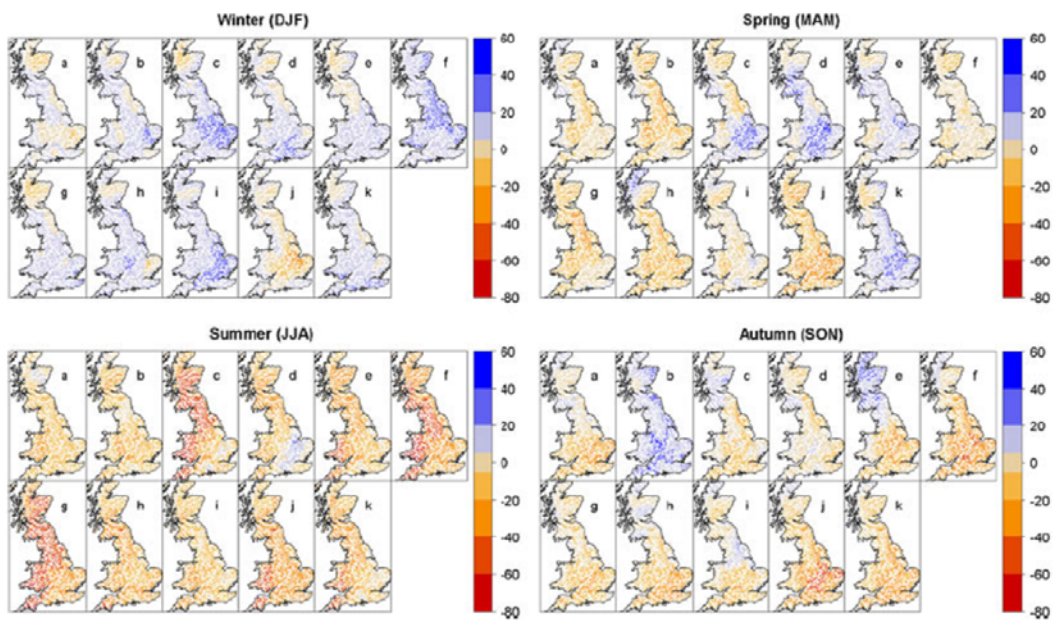 Winter (DJF)
a b c d e f
g h i j k
60
40
20
0
-20
-40
-60
-80
Spring (MAM)
a b c d e f
g h i j k
60
40
20
0
-20
-40
-60
-80
Summer (JJA)
a b c d e f
g h i j k
60
40
20
0
-20
-40
-60
-80
Autumn (SON)
a b c d e f
g h i j k
60
40
20
0
-20
-40
-60
-80